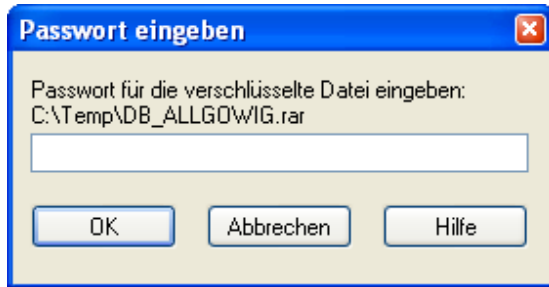 Passwort eingeben
Passwort für die verschlüsselte Datei eingeben:
C:\Temp\DB_ALLGOWIG.rar
OK
Abbrechen
Hilfe